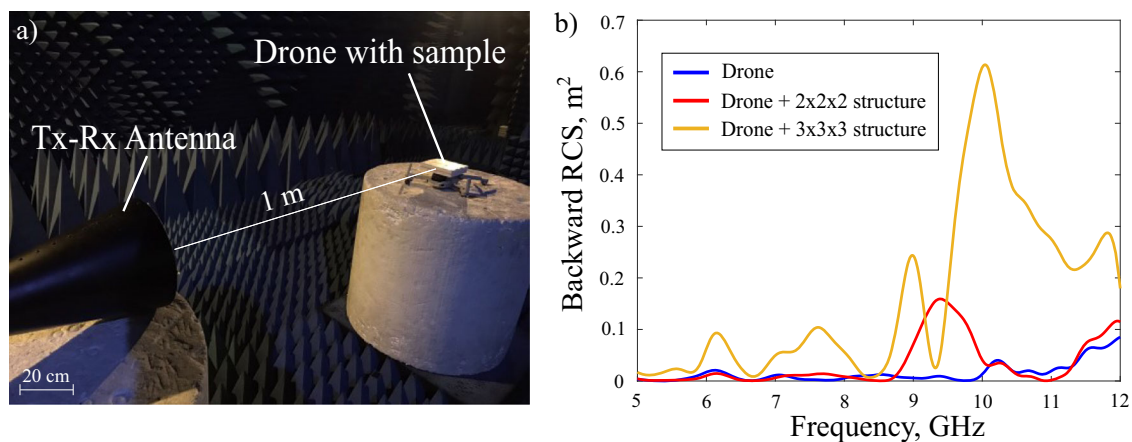 a)
Drone with sample
Tx-Rx Antenna
1 m
20 cm
b)
Backward RCS, m²
0.7
0.6
0.5
0.4
0.3
0.2
0.1
0
Drone
Drone + 2x2x2 structure
Drone + 3x3x3 structure
5 6 7 8 9 10 11 12
Frequency, GHz